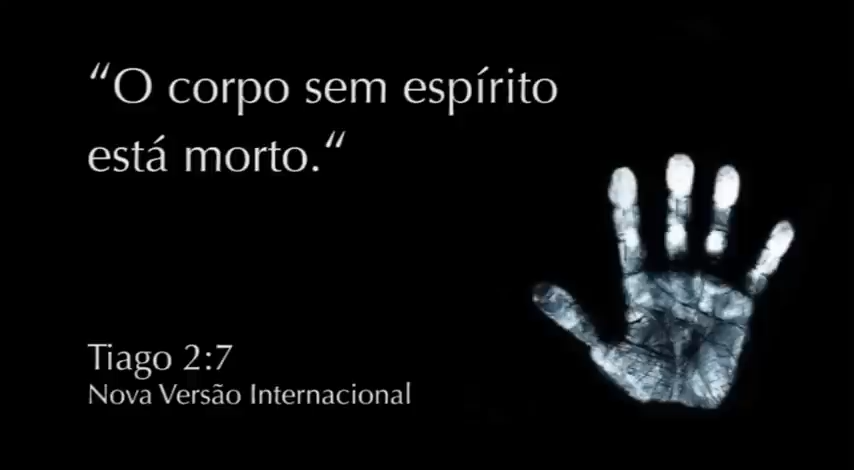 “O corpo sem espírito
está morto.“
Tiago 2:7
Nova Versão Internacional